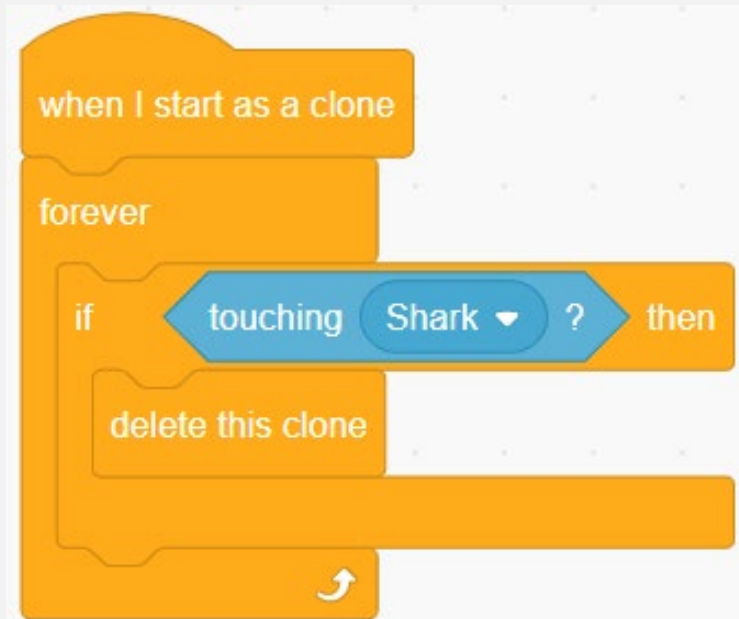 when I start as a clone
forever
if touching Shark ? then
delete this clone